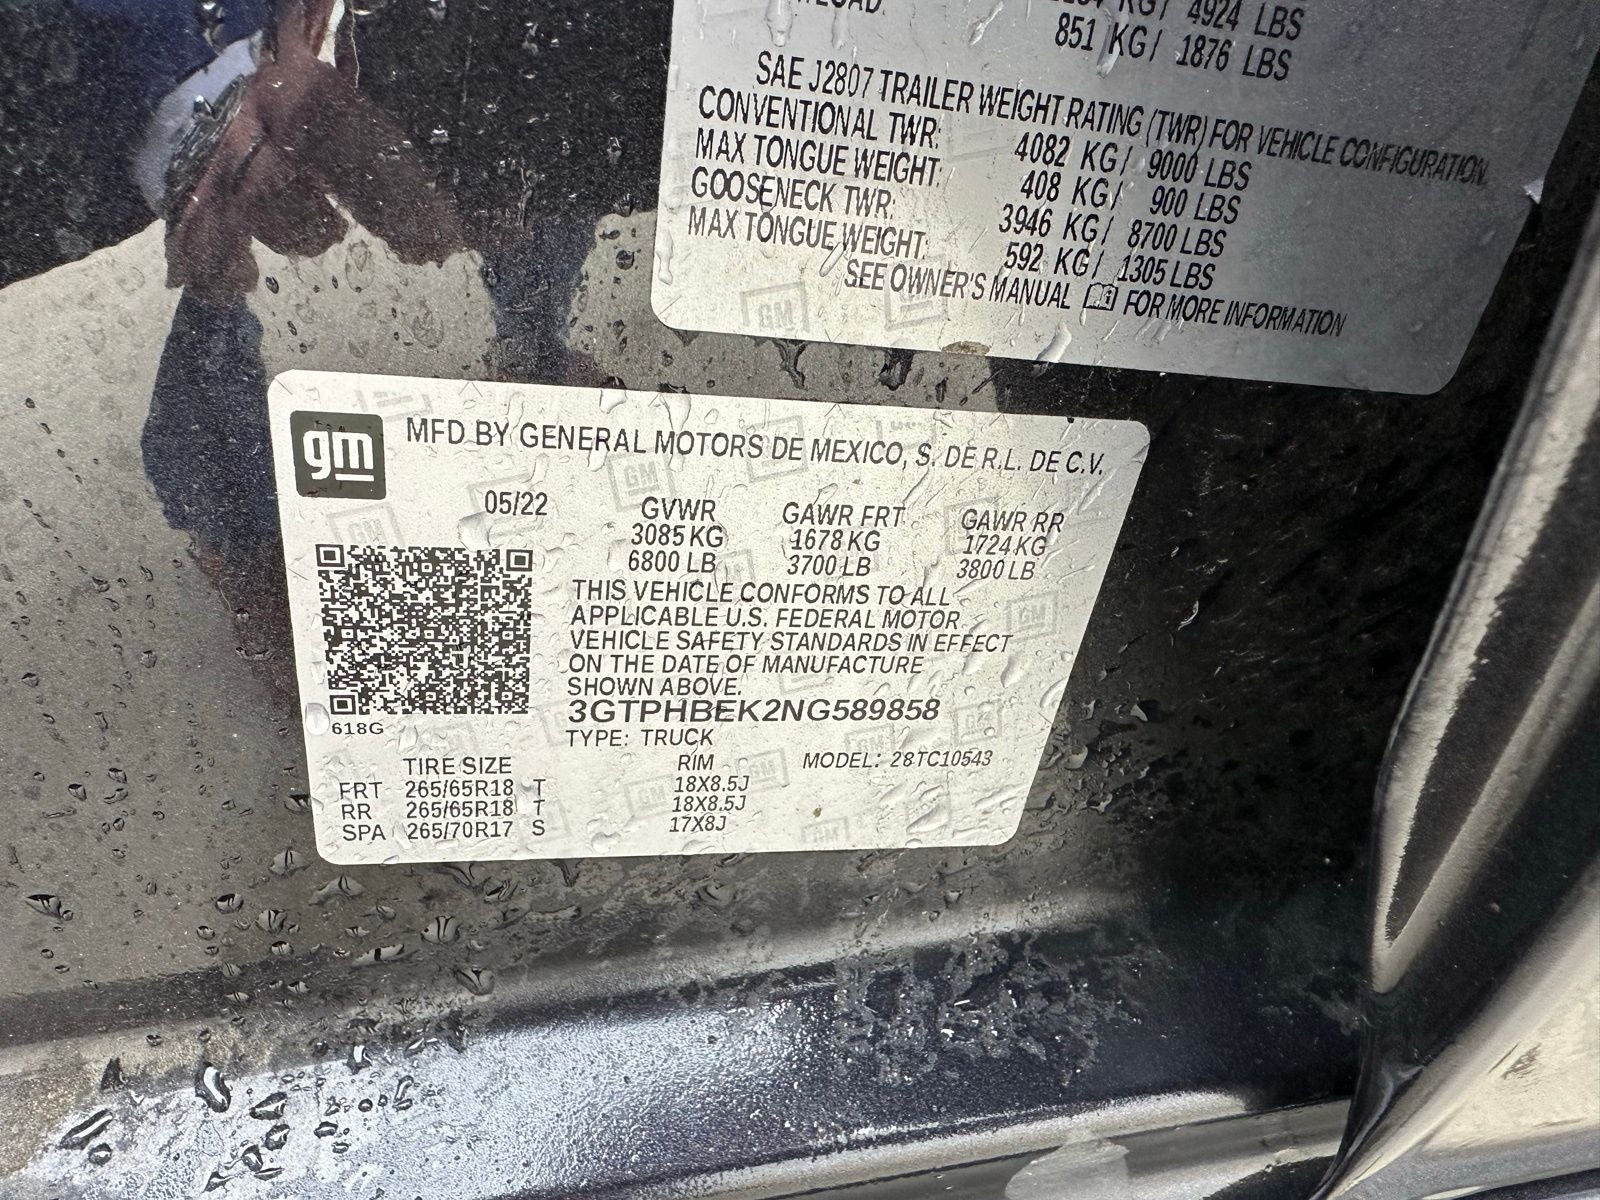 KG/ 4924 LBS
851 KG/ 1876 LBS
SAE J2807 TRAILER WEIGHT RATING (TWR) FOR VEHICLE CONFIGURATION
CONVENTIONAL TWR: 4082 KG/ 9000 LBS
MAX TONGUE WEIGHT: 408 KG/ 900 LBS
GOOSENECK TWR: 3946 KG/ 8700 LBS
MAX TONGUE WEIGHT: 592 KG/ 1305 LBS
SEE OWNER'S MANUAL FOR MORE INFORMATION
gm
MFD BY GENERAL MOTORS DE MEXICO, S. DE R.L. DE C.V.
05/22 GVWR GAWR FRT GAWR RR
3085 KG 1678 KG 1724 KG
6800 LB 3700 LB 3800 LB
THIS VEHICLE CONFORMS TO ALL
APPLICABLE U.S. FEDERAL MOTOR
VEHICLE SAFETY STANDARDS IN EFFECT
ON THE DATE OF MANUFACTURE
SHOWN ABOVE.
3GTPHBEK2NG589858
618G
TYPE: TRUCK
TIRE SIZE RIM MODEL: 28TC10543
FRT 265/65R18 T 18X8.5J
RR 265/65R18 T 18X8.5J
SPA 265/70R17 S 17X8J